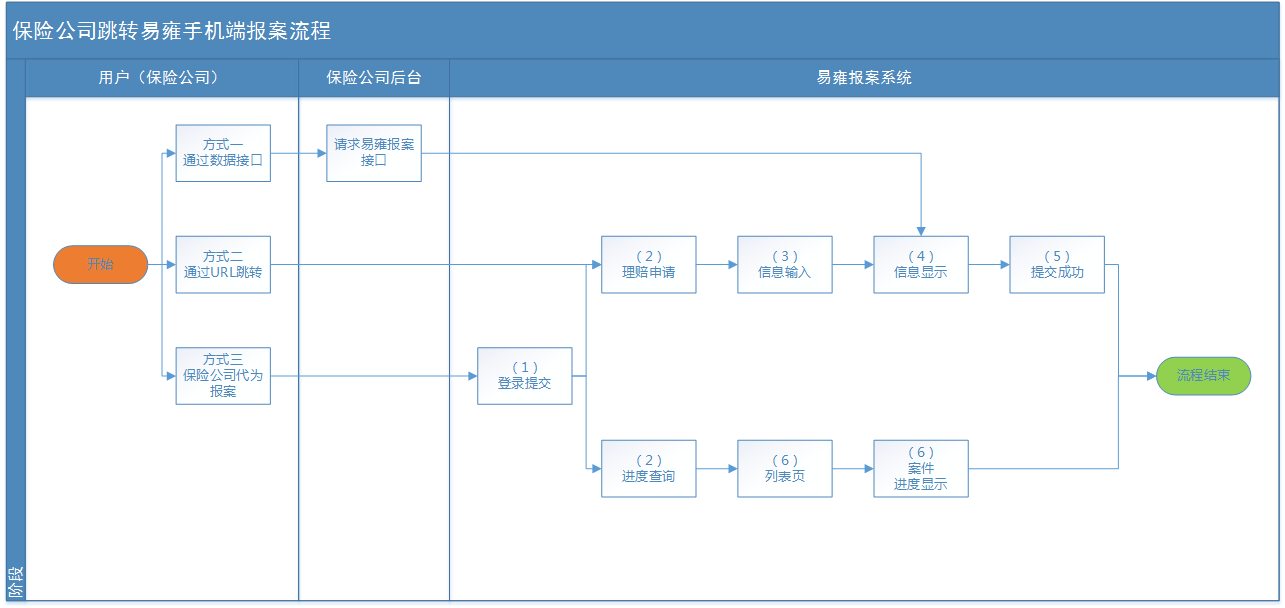 保险公司跳转易雍手机端报案流程
用户（保险公司）
保险公司后台
易雍报案系统
方式一
通过数据接口
请求易雍报案
接口
开始
方式二
通过URL跳转
（2）
理赔申请
（3）
信息输入
（4）
信息显示
（5）
提交成功
方式三
保险公司代为
报案
（1）
登录提交
流程结束
（2）
进度查询
（6）
列表页
（6）
案件
进度显示
阶段